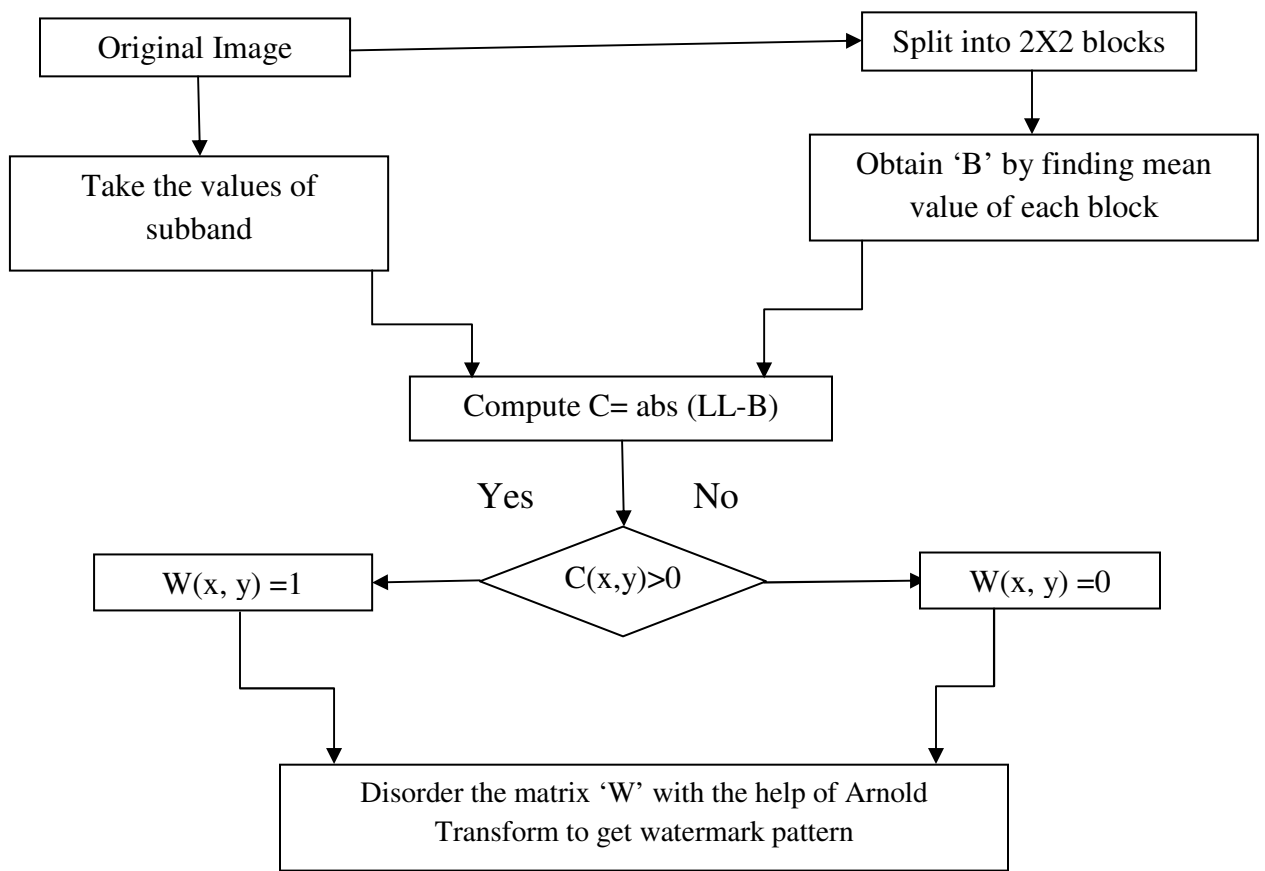 Original Image
Split into 2X2 blocks
Take the values of
subband
Obtain ‘B’ by finding mean
value of each block
Compute C= abs (LL-B)
Yes
No
W(x, y) =1
C(x,y)>0
W(x, y) =0
Disorder the matrix ‘W’ with the help of Arnold
Transform to get watermark pattern